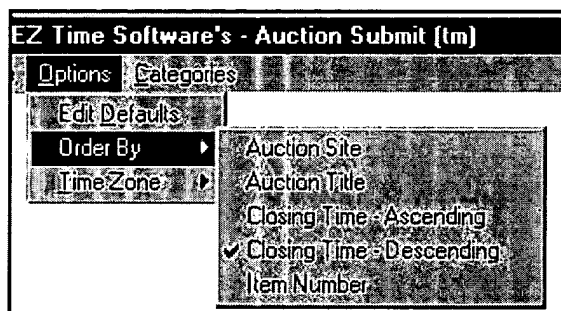 EZ Time Software's - Auction Submit (tm)
Options Categories
Edit Defaults
Order By
Time Zone
Auction Site
Auction Title
Closing Time - Ascending
Closing Time - Descending
Item Number